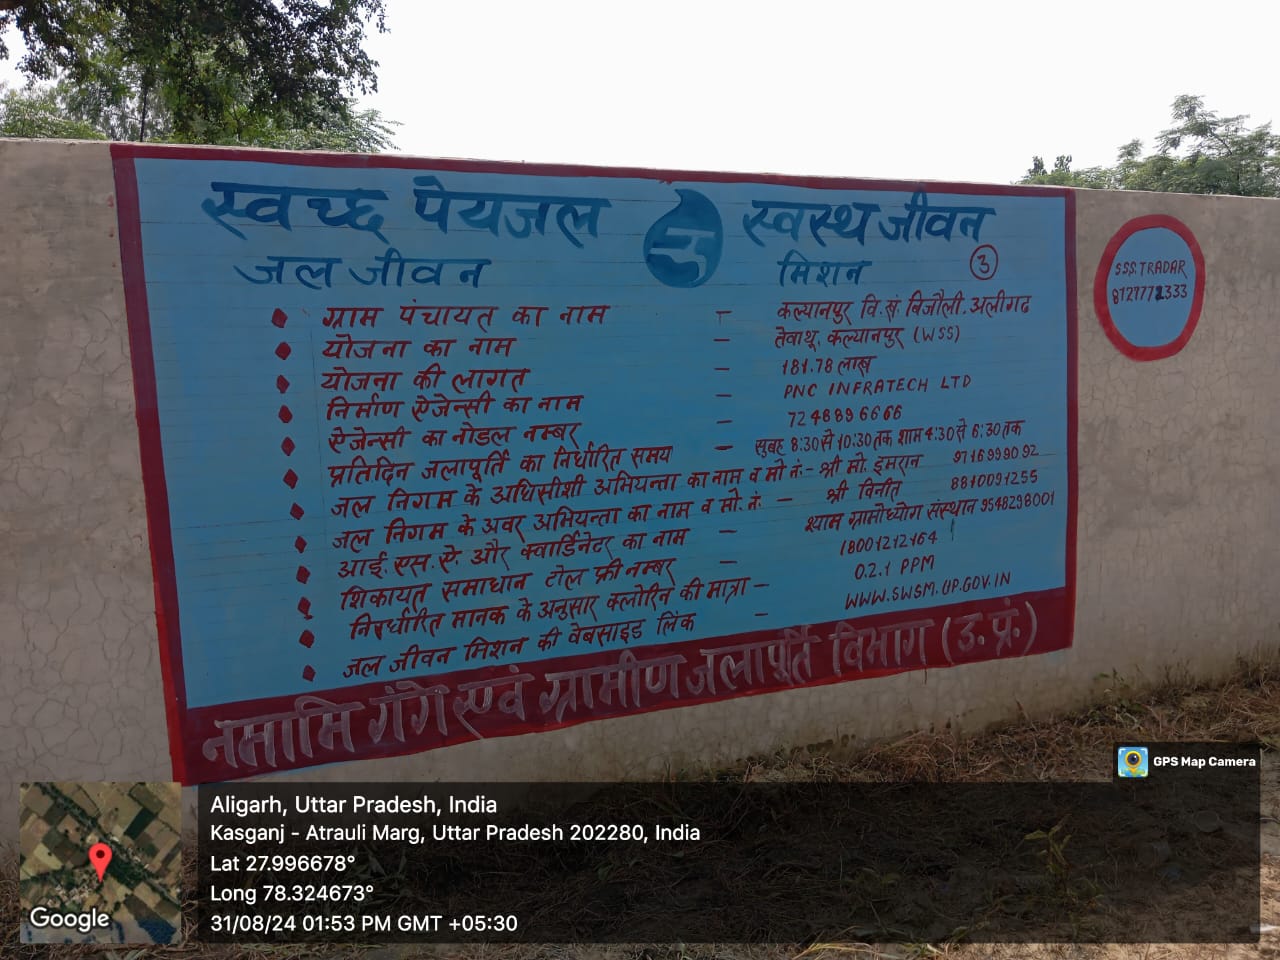 स्वच्छ पेयजल स्वस्थ जीवन
जल जीवन मिशन 3
ग्राम पंचायत का नाम - कल्यानपुर वि.खं. बिजौली. अलीगढ
योजना का नाम - तेवाथू, कल्यानपुर (WSS)
योजना की लागत - 181.78 लाख
निर्माण ऐजेन्सी का नाम - PNC INFRATECH LTD
ऐजेन्सी का नोडल नम्बर - 7248896666
प्रतिदिन जलापूर्ति का निर्धारित समय - सुबह 8:30 से 10:30 तक शाम 4:30 से 6:30 तक
जल निगम के अधिसीशी अभियन्ता का नाम व मो नं:- श्री मो. इमरान 9716999092
जल निगम के अवर अभियन्ता का नाम व मो. नं: - श्री विनीत 8810091255
आई. एस. ऐ. और क्वार्डिनेटर का नाम - श्याम ग्रामोध्योग संस्थान 9548298001
शिकायत समाधान टोल फ्री नम्बर - 18001212164
निर्धारित मानक के अनुसार क्लोरिन की मात्रा - 0.2.1 PPM
जल जीवन मिशन की वेबसाइड लिंक - WWW.SWSM.UP.GOV.IN
नमामि गंगे एवं ग्रामीण जलापूर्ति विभाग (उ. प्रं.)
S.S.S. TRADAR
8727772333
GPS Map Camera
Google
Aligarh, Uttar Pradesh, India
Kasganj - Atrauli Marg, Uttar Pradesh 202280, India
Lat 27.996678°
Long 78.324673°
31/08/24 01:53 PM GMT +05:30